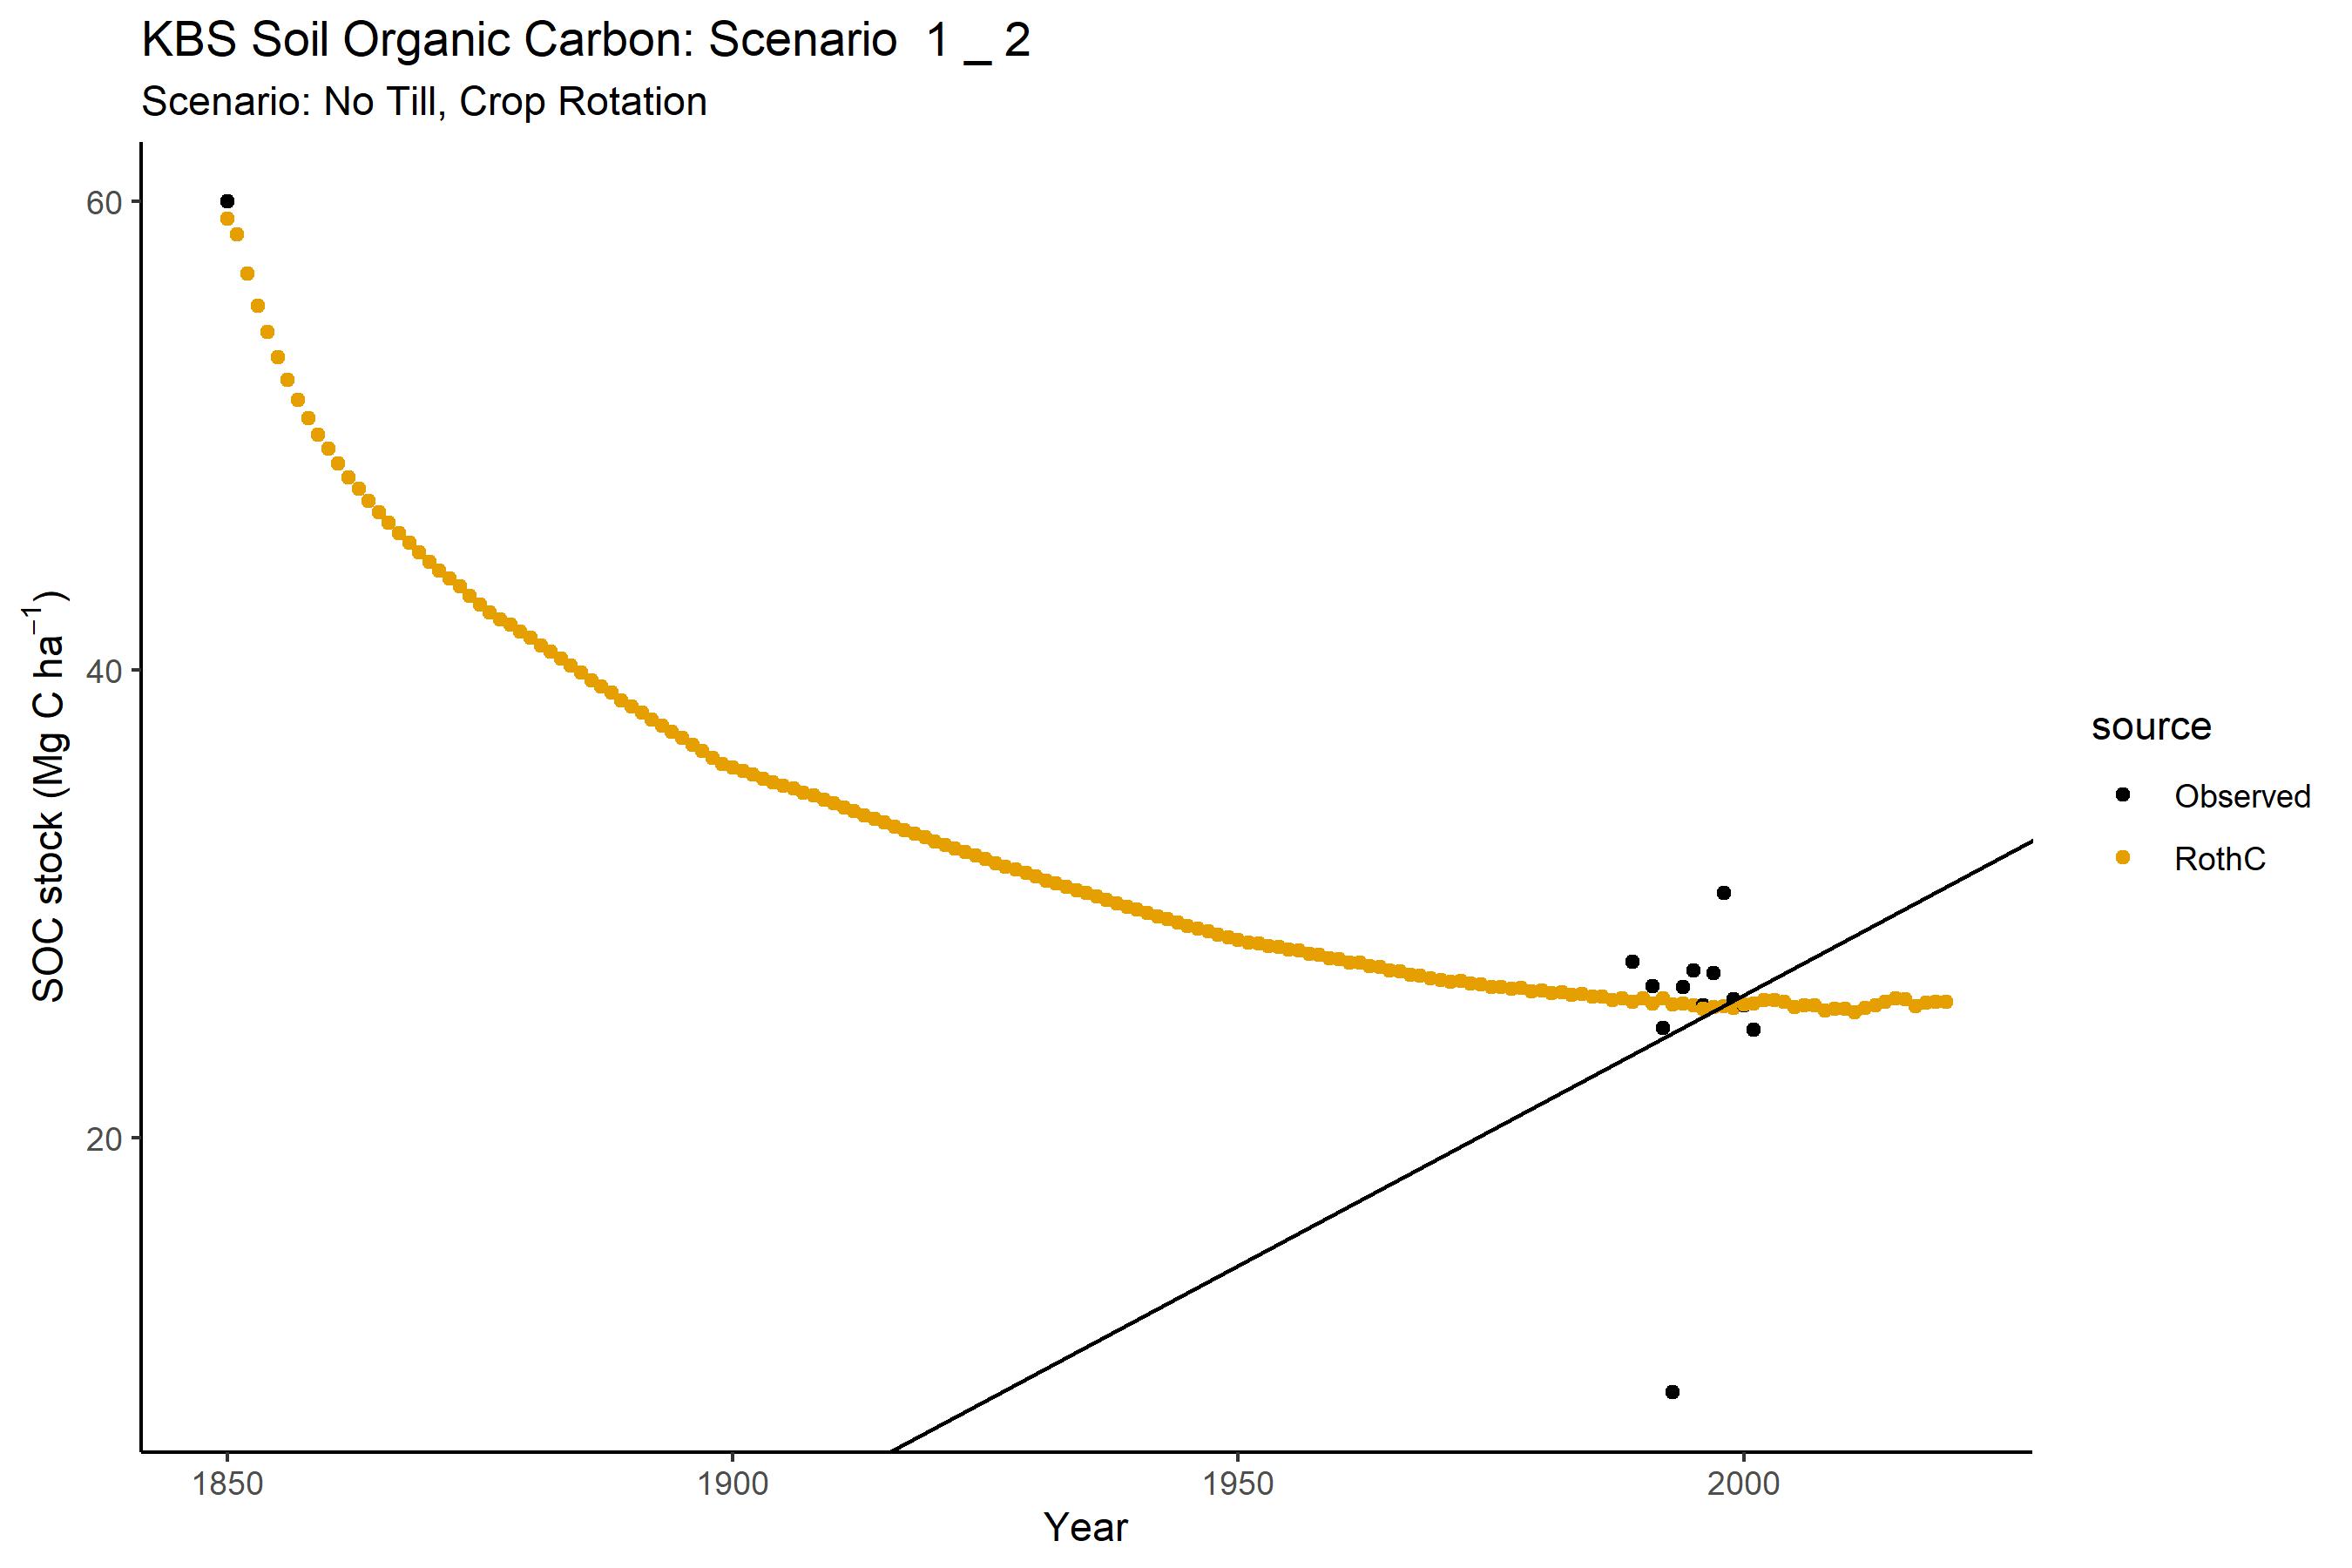 KBS Soil Organic Carbon: Scenario  1 _ 2
Scenario: No Till, Crop Rotation
60
40
20
SOC stock (Mg C ha⁻¹)
1850
1900
1950
2000
Year
source
Observed
RothC